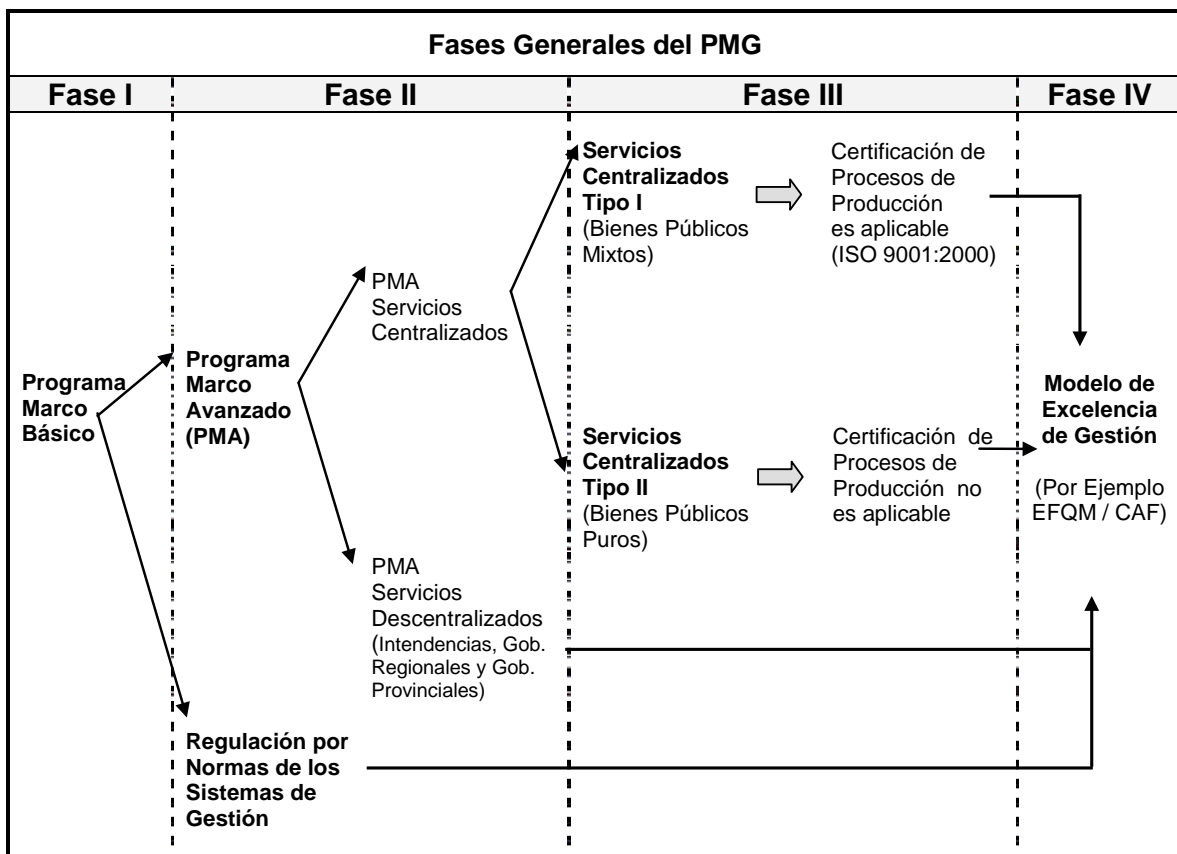 Fases Generales del PMG
Fase I
Fase II
Fase III
Fase IV
Programa
Marco
Básico
Programa
Marco
Avanzado
(PMA)
Regulación por
Normas de los
Sistemas de
Gestión
PMA
Servicios
Centralizados
PMA
Servicios
Descentralizados
(Intendencias, Gob.
Regionales y Gob.
Provinciales)
Servicios
Centralizados
Tipo I
(Bienes Públicos
Mixtos)
Certificación de
Procesos de
Producción
es aplicable
(ISO 9001:2000)
Servicios
Centralizados
Tipo II
(Bienes Públicos
Puros)
Certificación de
Procesos de
Producción no
es aplicable
Modelo de
Excelencia
de Gestión
(Por Ejemplo
EFQM / CAF)